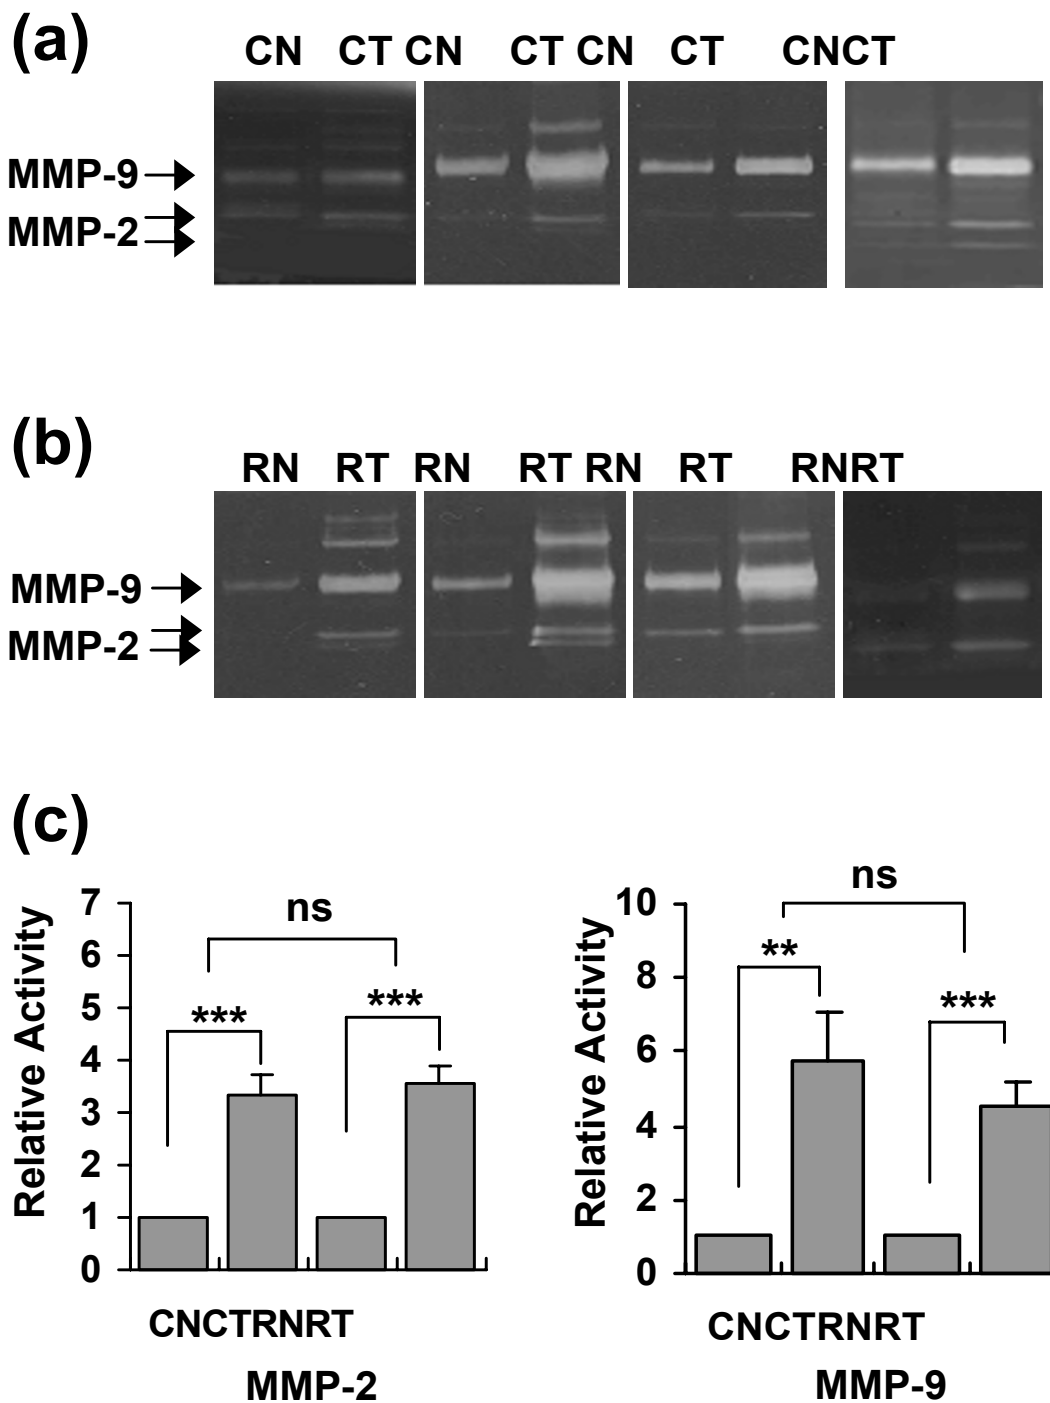 (a)
CN CT CN CT CN CT CNCT
MMP-9
MMP-2
(b)
RN RT RN RT RN RT RNRT
MMP-9
MMP-2
(c)
Relative Activity
7
6
5
4
3
2
1
0
ns
***
***
CNCTRNRT
MMP-2
Relative Activity
10
8
6
4
2
0
ns
**
***
CNCTRNRT
MMP-9